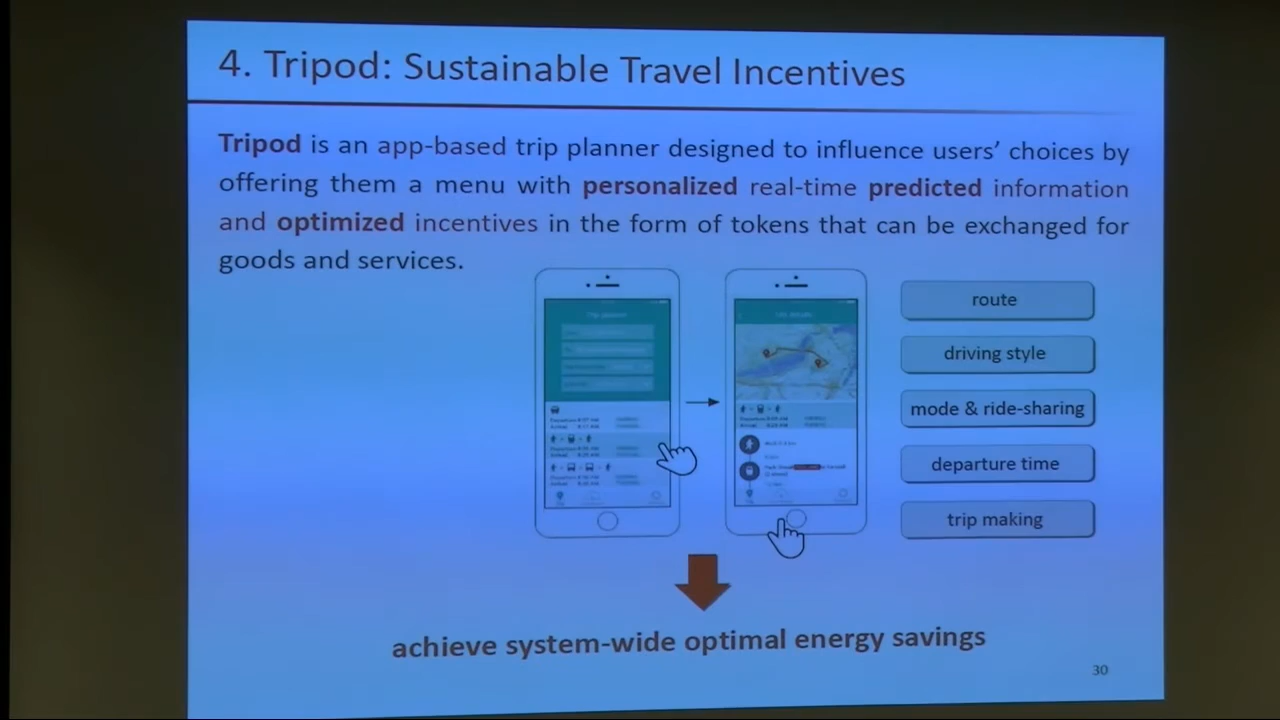 4. Tripod: Sustainable Travel Incentives
Tripod is an app-based trip planner designed to influence users' choices by
offering them a menu with personalized real-time predicted information
and optimized incentives in the form of tokens that can be exchanged for
goods and services.
route
driving style
mode & ride-sharing
departure time
trip making
achieve system-wide optimal energy savings
30